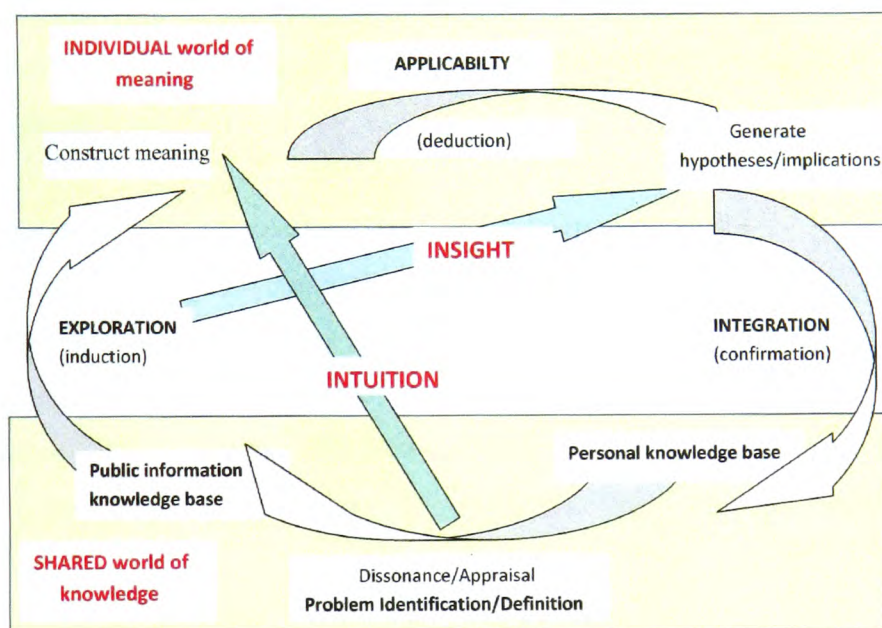 INDIVIDUAL world of
meaning
APPLICABILTY
(deduction)
Construct meaning
Generate
hypotheses/implications
INSIGHT
EXPLORATION
(induction)
INTEGRATION
(confirmation)
INTUITION
Public information
knowledge base
Personal knowledge base
SHARED world of
knowledge
Dissonance/Appraisal
Problem Identification/Definition